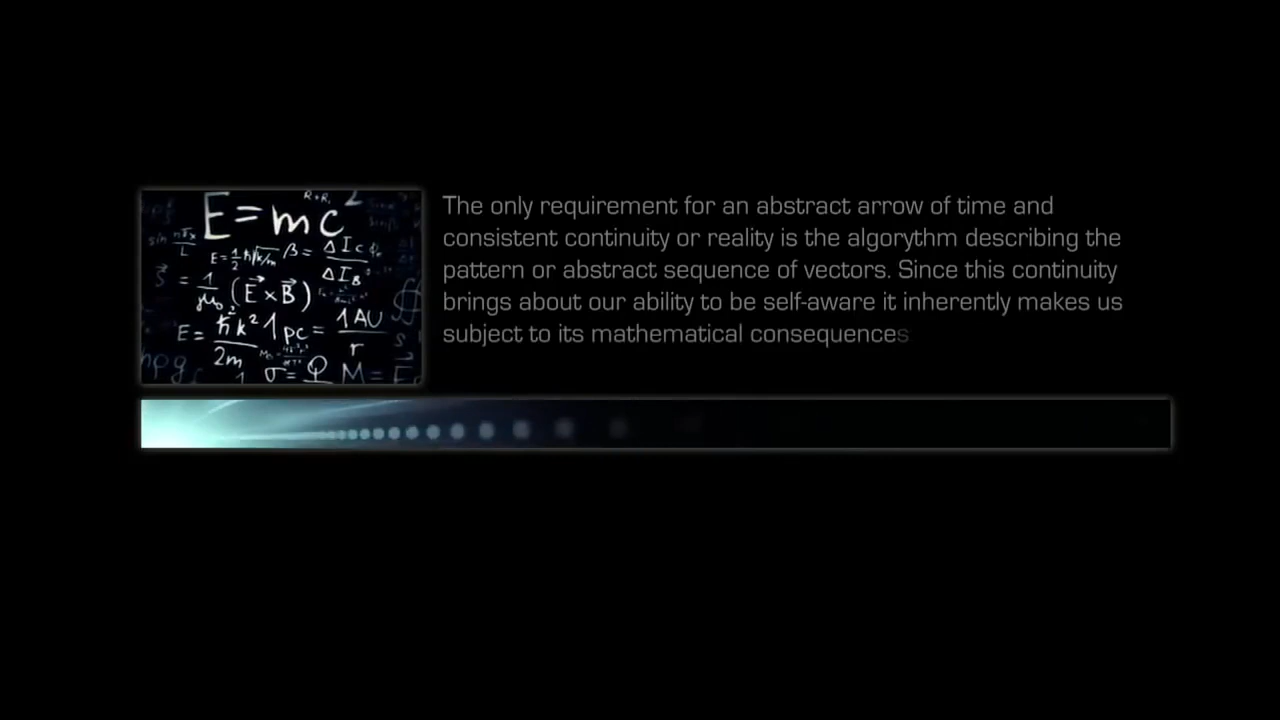 E = mc
R+R,
sin
L
E = 1/2 ħ√k/m
β = ΔIc
ΔIB
= 1 (E×B)
E = ħk² 1pc = 1AU
2m r
σ = Q M =
The only requirement for an abstract arrow of time and
consistent continuity or reality is the algorythm describing the
pattern or abstract sequence of vectors. Since this continuity
brings about our ability to be self-aware it inherently makes us
subject to its mathematical consequences